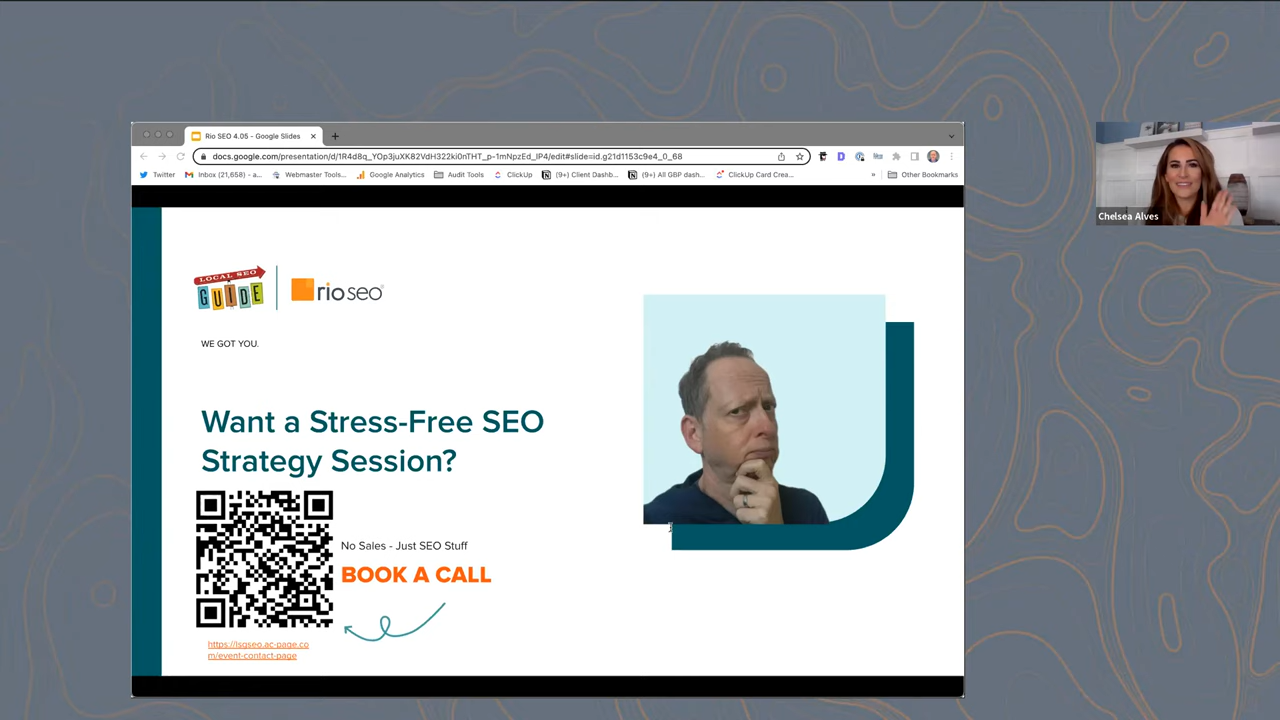 Rio SEO 4.05 - Google Slides
docs.google.com/presentation/d/1R4d8q_YOp3juXK82VdH322ki0nTHT_p-1mNpzEd_IP4/edit#slide=id.g21d1153c9e4_0_68
Twitter
Inbox (21,658) - a...
Webmaster Tools...
Google Analytics
Audit Tools
ClickUp
(9+) Client Dashb...
(9+) All GBP dash...
ClickUp Card Crea...
»
Other Bookmarks
Chelsea Alves
LOCAL SEO
GUIDE
rio seo
WE GOT YOU.
Want a Stress-Free SEO
Strategy Session?
No Sales - Just SEO Stuff
BOOK A CALL
https://lsgseo.ac-page.co
m/event-contact-page